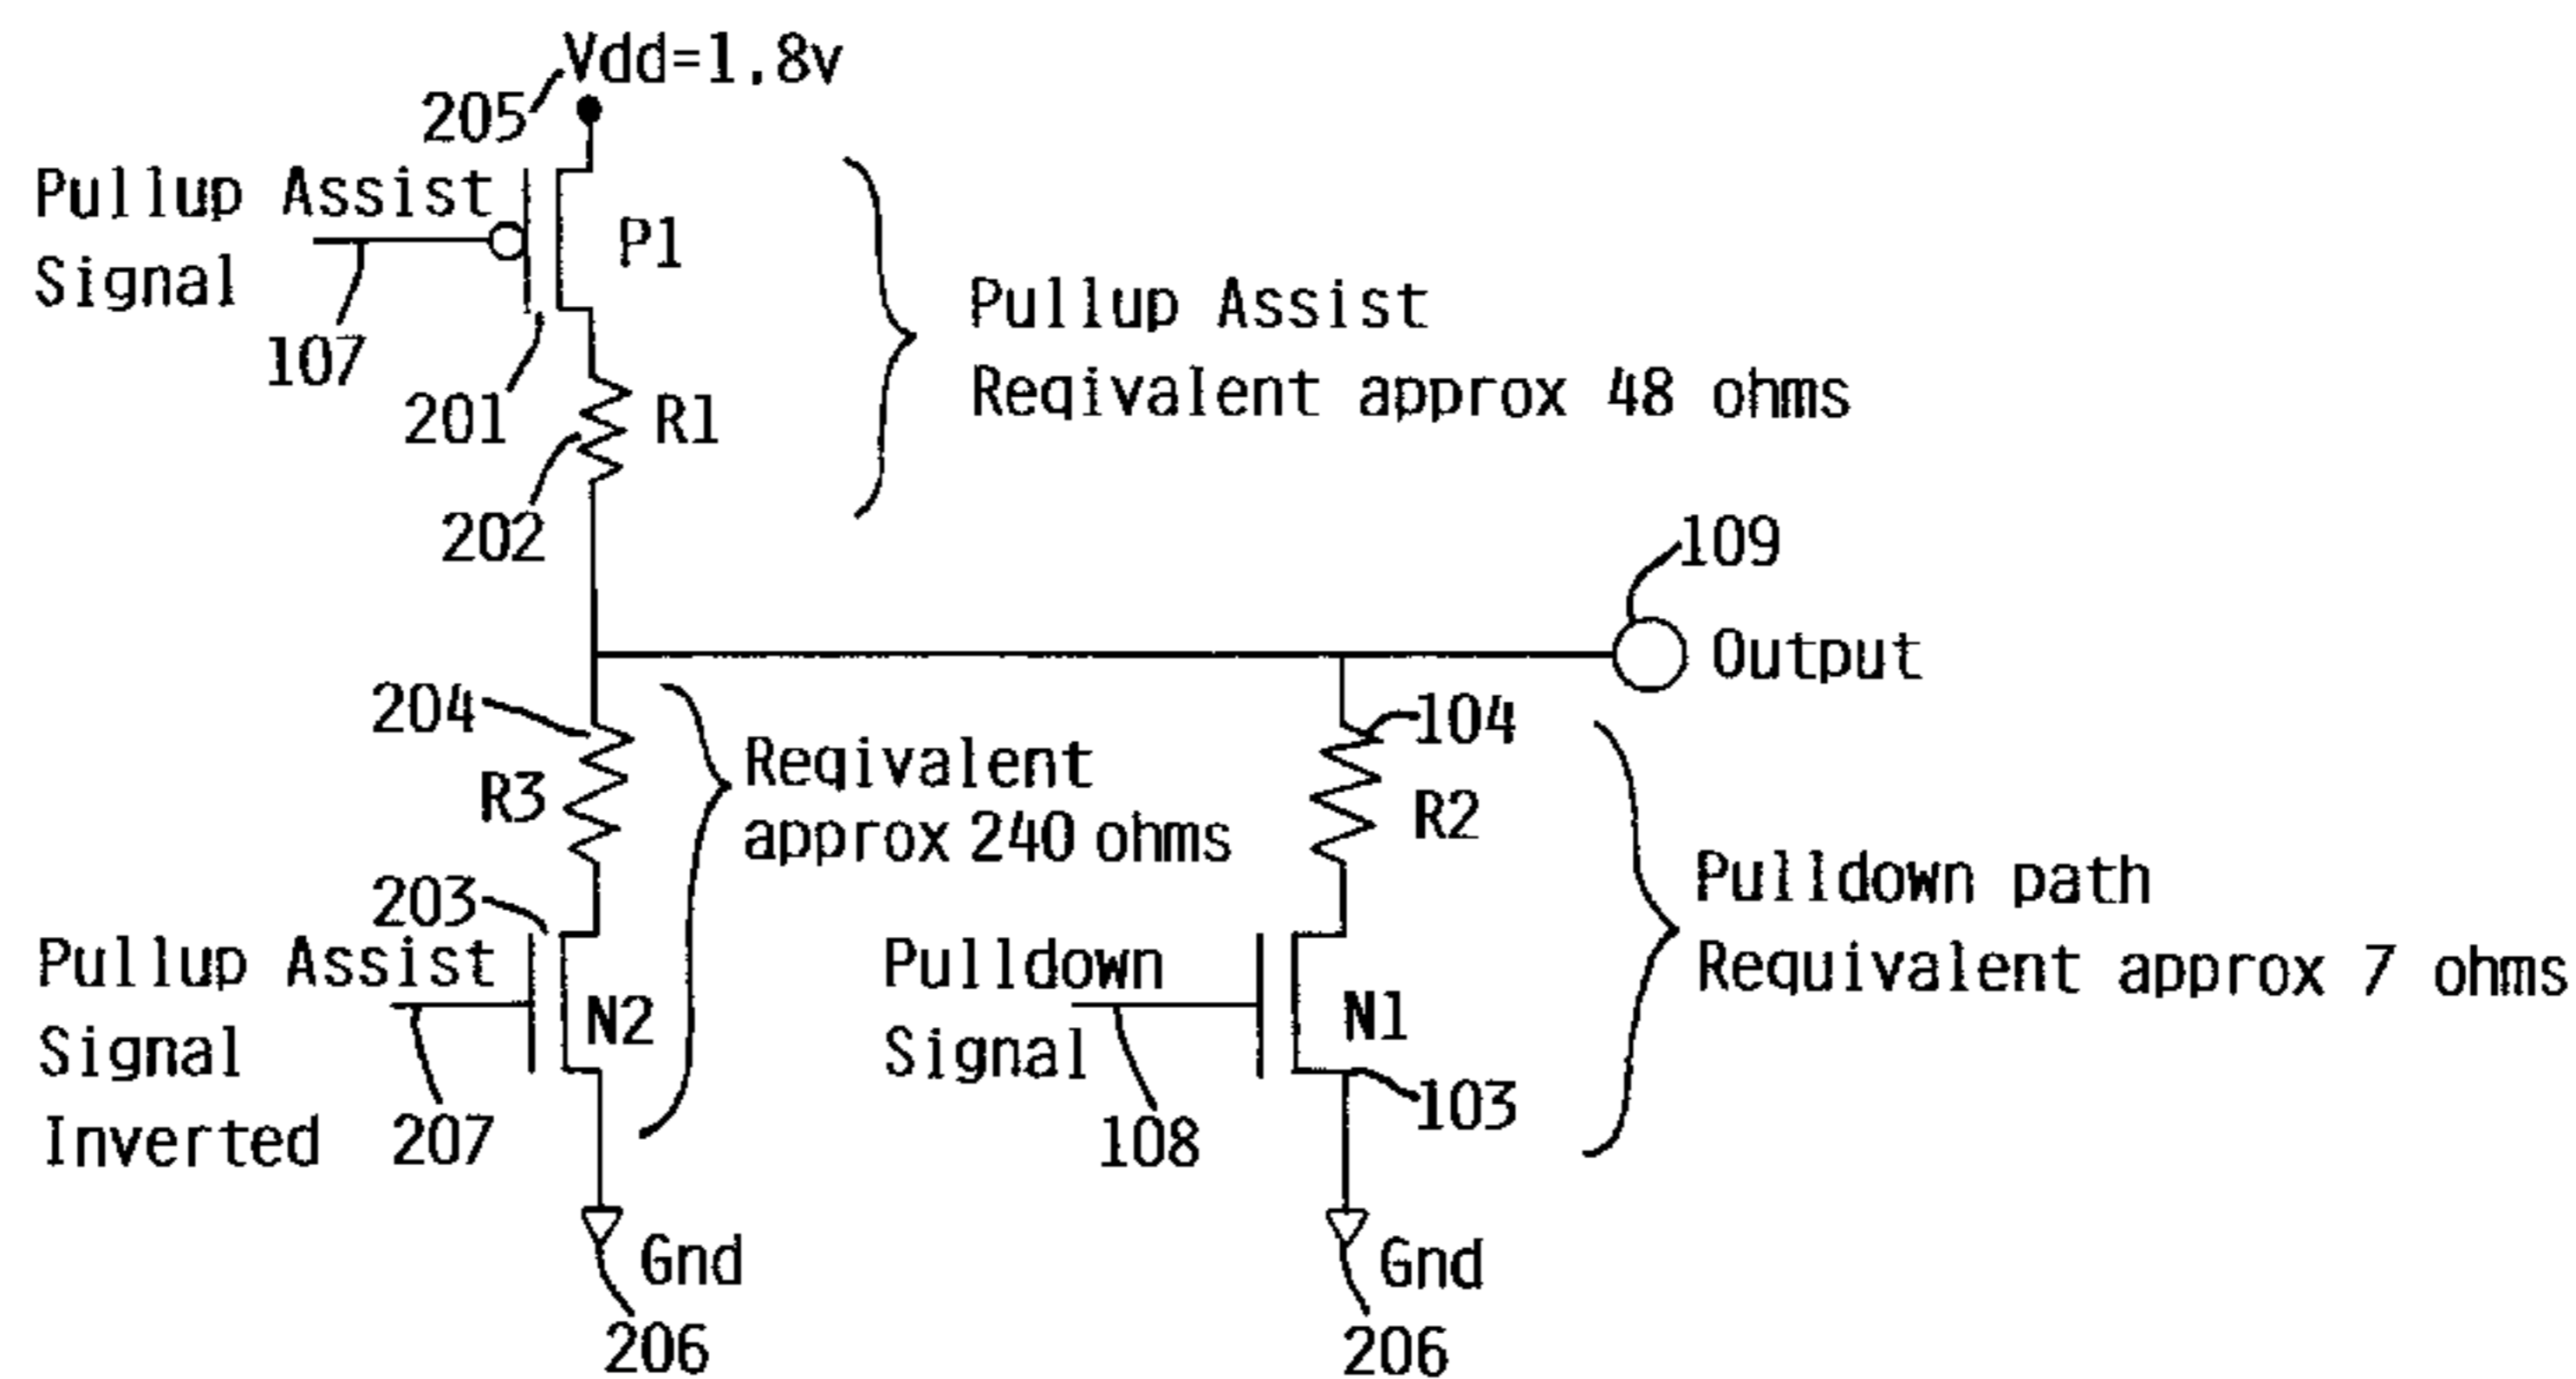 Vdd=1.8v
205
Pullup Assist
Signal
107
P1
201
R1
202
Pullup Assist
Reqivalent approx 48 ohms
109
Output
204
R3
Reqivalent
approx 240 ohms
104
R2
203
Pullup Assist
Signal
Inverted
207
N2
Pulldown
Signal
108
N1
103
Pulldown path
Requivalent approx 7 ohms
Gnd
206
Gnd
206